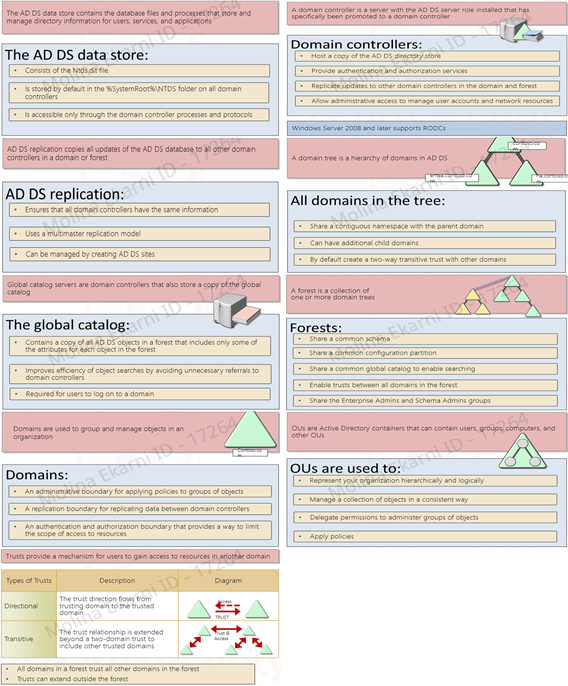 The AD DS data store contains the database files and processes that store and
manage directory information for users, services, and applications
The AD DS data store:
• Consists of the Ntds.dit file
• Is stored by default in the %SystemRoot%\NTDS folder on all domain
controllers
• Is accessible only through the domain controller processes and protocols
AD DS replication copies all updates of the AD DS database to all other domain
controllers in a domain or forest
AD DS replication:
• Ensures that all domain controllers have the same information
• Uses a multimaster replication model
• Can be managed by creating AD DS sites
Global catalog servers are domain controllers that also store a copy of the global
catalog
The global catalog:
• Contains a copy of all AD DS objects in a forest that includes only some of
the attributes for each object in the forest
• Improves efficiency of object searches by avoiding unnecessary referrals to
domain controllers
• Required for users to log on to a domain
Domains are used to group and manage objects in an
organization
Contoso.co
m
Domains:
• An administrative boundary for applying policies to groups of objects
• A replication boundary for replicating data between domain controllers
• An authentication and authorization boundary that provides a way to limit
the scope of access to resources
Trusts provide a mechanism for users to gain access to resources in another domain
Types of Trusts Description Diagram
Directional
The trust direction flows from
trusting domain to the trusted
domain
Access
TRUST
Transitive
The trust relationship is extended
beyond a two-domain trust to
include other trusted domains
Trust &
Access
• All domains in a forest trust all other domains in the forest
• Trusts can extend outside the forest
A domain controller is a server with the AD DS server role installed that has
specifically been promoted to a domain controller
Domain controllers:
• Host a copy of the AD DS directory store
• Provide authentication and authorization services
• Replicate updates to other domain controllers in the domain and forest
• Allow administrative access to manage user accounts and network resources
Windows Server 2008 and later supports RODCs
A domain tree is a hierarchy of domains in AD DS
contoso.co
m
emea.contoso.co
m
na.contoso.co
m
All domains in the tree:
• Share a contiguous namespace with the parent domain
• Can have additional child domains
• By default create a two-way transitive trust with other domains
A forest is a collection of
one or more domain trees
Forests:
• Share a common schema
• Share a common configuration partition
• Share a common global catalog to enable searching
• Enable trusts between all domains in the forest
• Share the Enterprise Admins and Schema Admins groups
OUs are Active Directory containers that can contain users, groups, computers, and
other OUs
OUs are used to:
• Represent your organization hierarchically and logically
• Manage a collection of objects in a consistent way
• Delegate permissions to administer groups of objects
• Apply policies
Molina Ekarni ID - 17264